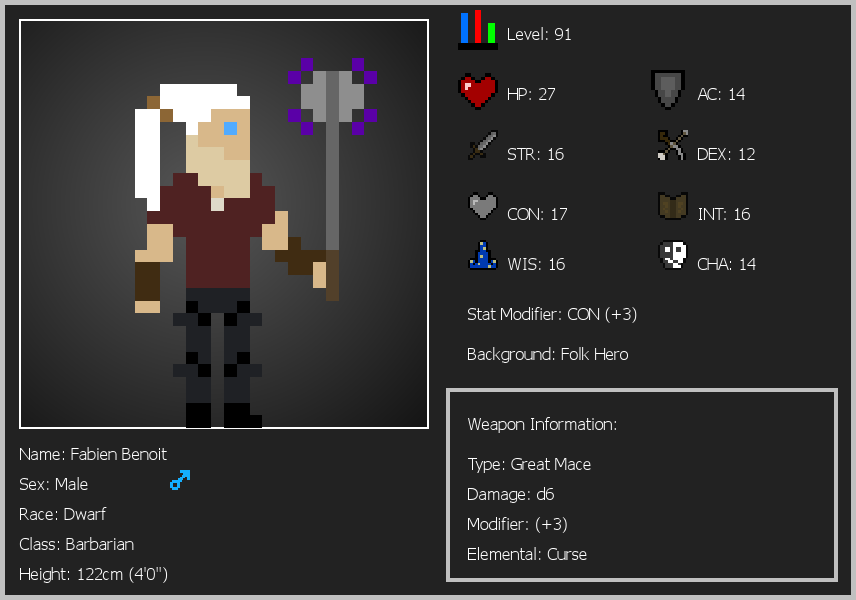 Level: 91
HP: 27
AC: 14
STR: 16
DEX: 12
CON: 17
INT: 16
WIS: 16
CHA: 14
Stat Modifier: CON (+3)
Background: Folk Hero
Weapon Information:
Type: Great Mace
Damage: d6
Modifier: (+3)
Elemental: Curse
Name: Fabien Benoit
Sex: Male
Race: Dwarf
Class: Barbarian
Height: 122cm (4'0")